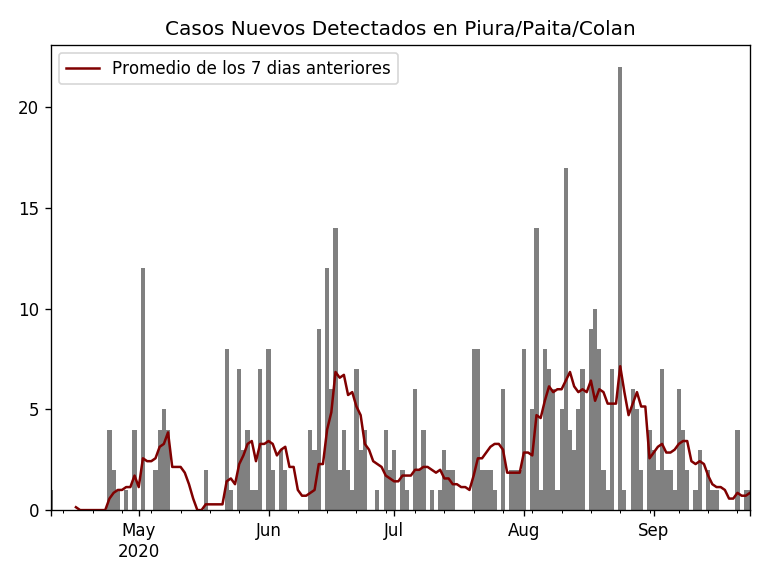 Casos Nuevos Detectados en Piura/Paita/Colan
Promedio de los 7 dias anteriores
20
15
10
5
0
May Jun Jul Aug Sep
2020